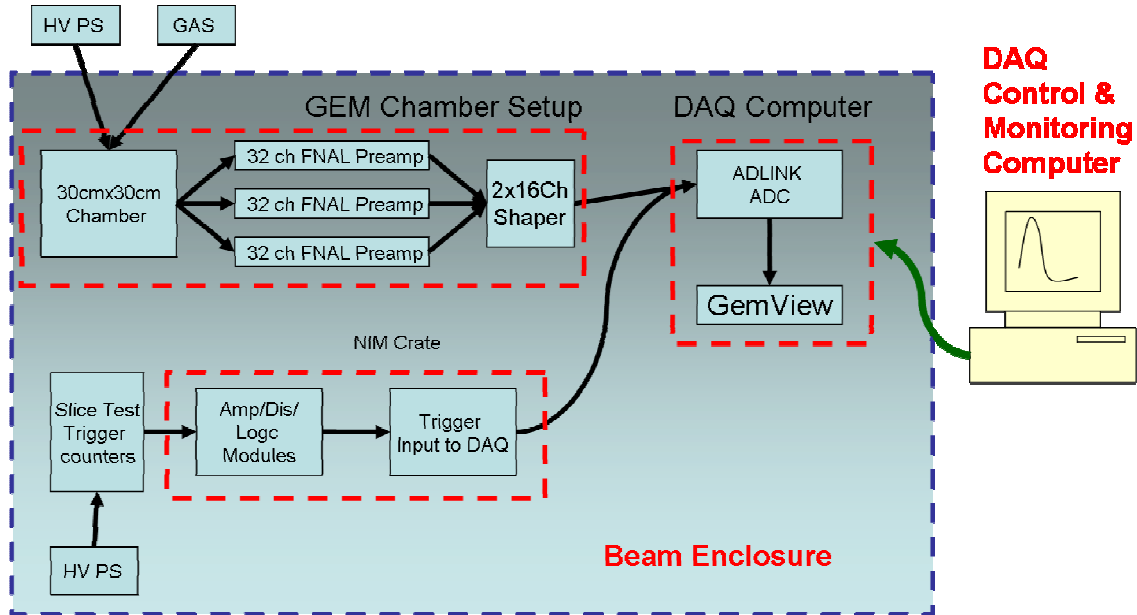 HV PS
GAS
DAQ
Control &
Monitoring
Computer
GEM Chamber Setup
DAQ Computer
30cmx30cm
Chamber
32 ch FNAL Preamp
32 ch FNAL Preamp
32 ch FNAL Preamp
2x16Ch
Shaper
ADLINK
ADC
GemView
NIM Crate
Slice Test
Trigger
counters
Amp/Dis/
Logc
Modules
Trigger
Input to DAQ
HV PS
Beam Enclosure